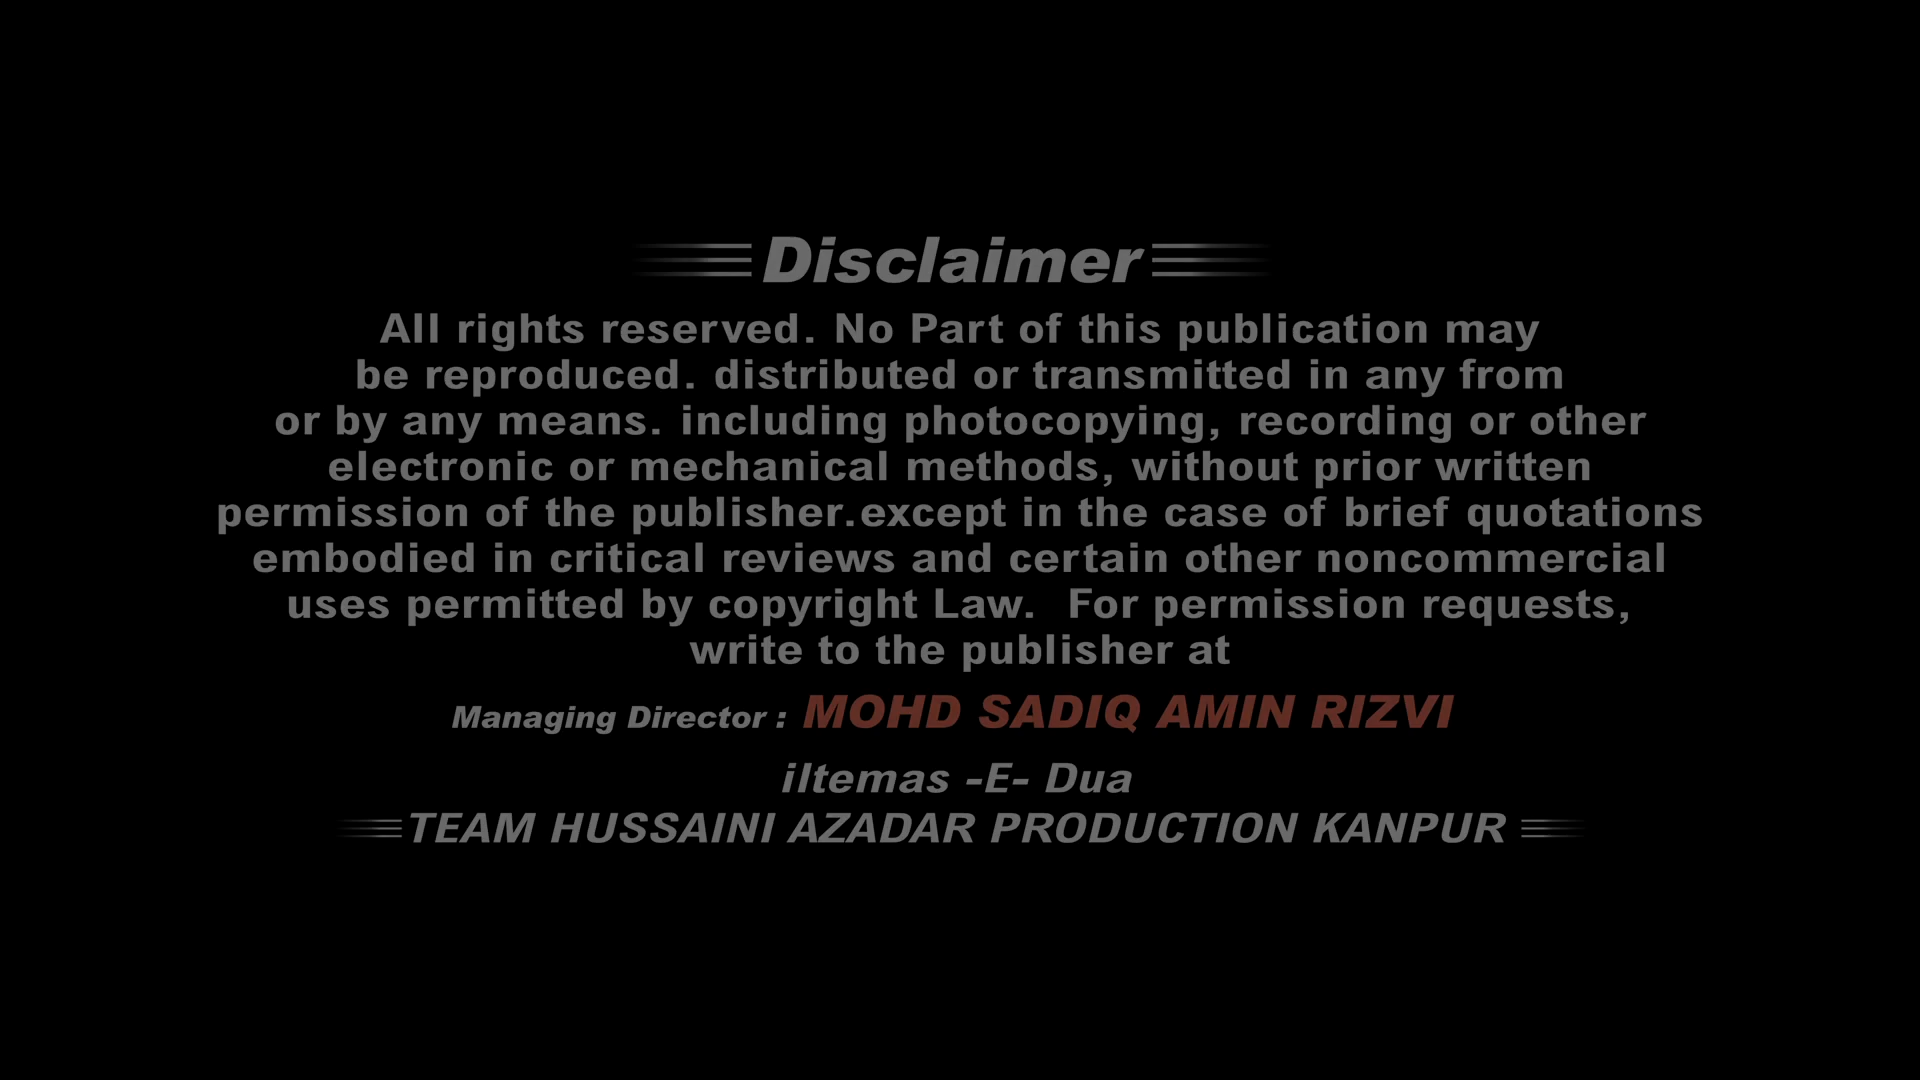 Disclaimer
All rights reserved. No Part of this publication may
be reproduced. distributed or transmitted in any from
or by any means. including photocopying, recording or other
electronic or mechanical methods, without prior written
permission of the publisher.except in the case of brief quotations
embodied in critical reviews and certain other noncommercial
uses permitted by copyright Law.  For permission requests,
write to the publisher at
Managing Director : MOHD SADIQ AMIN RIZVI
iltemas -E- Dua
TEAM HUSSAINI AZADAR PRODUCTION KANPUR